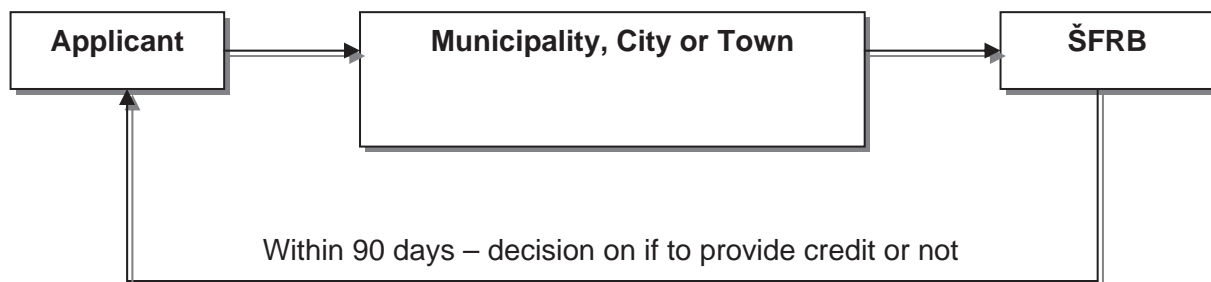 Applicant
Municipality, City or Town
ŠFRB
Within 90 days – decision on if to provide credit or not